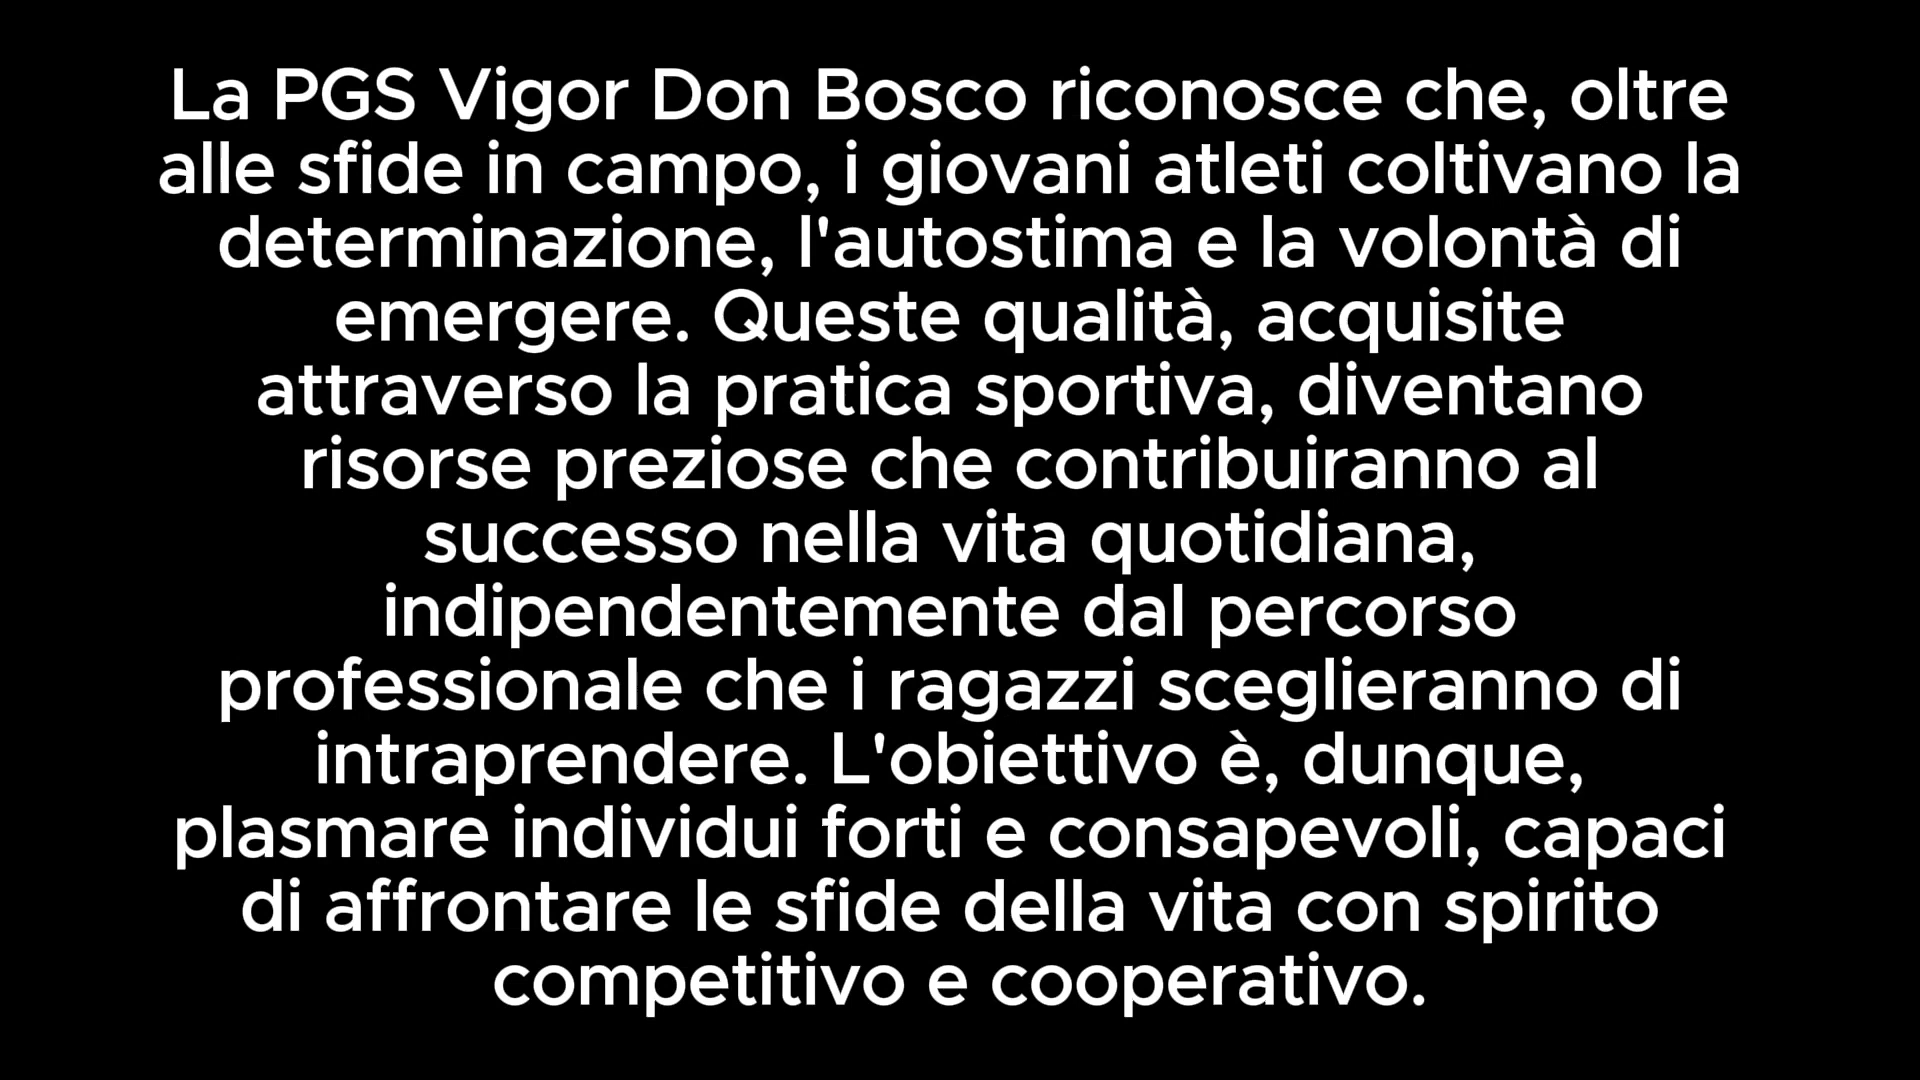 La PGS Vigor Don Bosco riconosce che, oltre
alle sfide in campo, i giovani atleti coltivano la
determinazione, l'autostima e la volontà di
emergere. Queste qualità, acquisite
attraverso la pratica sportiva, diventano
risorse preziose che contribuiranno al
successo nella vita quotidiana,
indipendentemente dal percorso
professionale che i ragazzi sceglieranno di
intraprendere. L'obiettivo è, dunque,
plasmare individui forti e consapevoli, capaci
di affrontare le sfide della vita con spirito
competitivo e cooperativo.